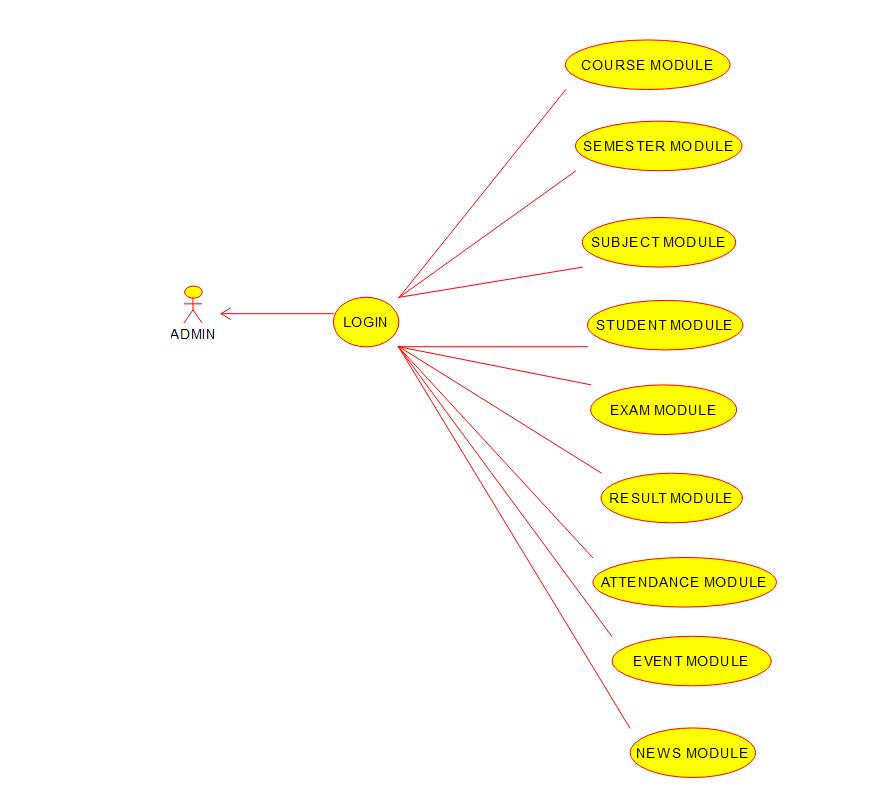 COURSE MODULE
SEMESTER MODULE
SUBJECT MODULE
ADMIN
LOGIN
STUDENT MODULE
EXAM MODULE
RESULT MODULE
ATTENDANCE MODULE
EVENT MODULE
NEWS MODULE